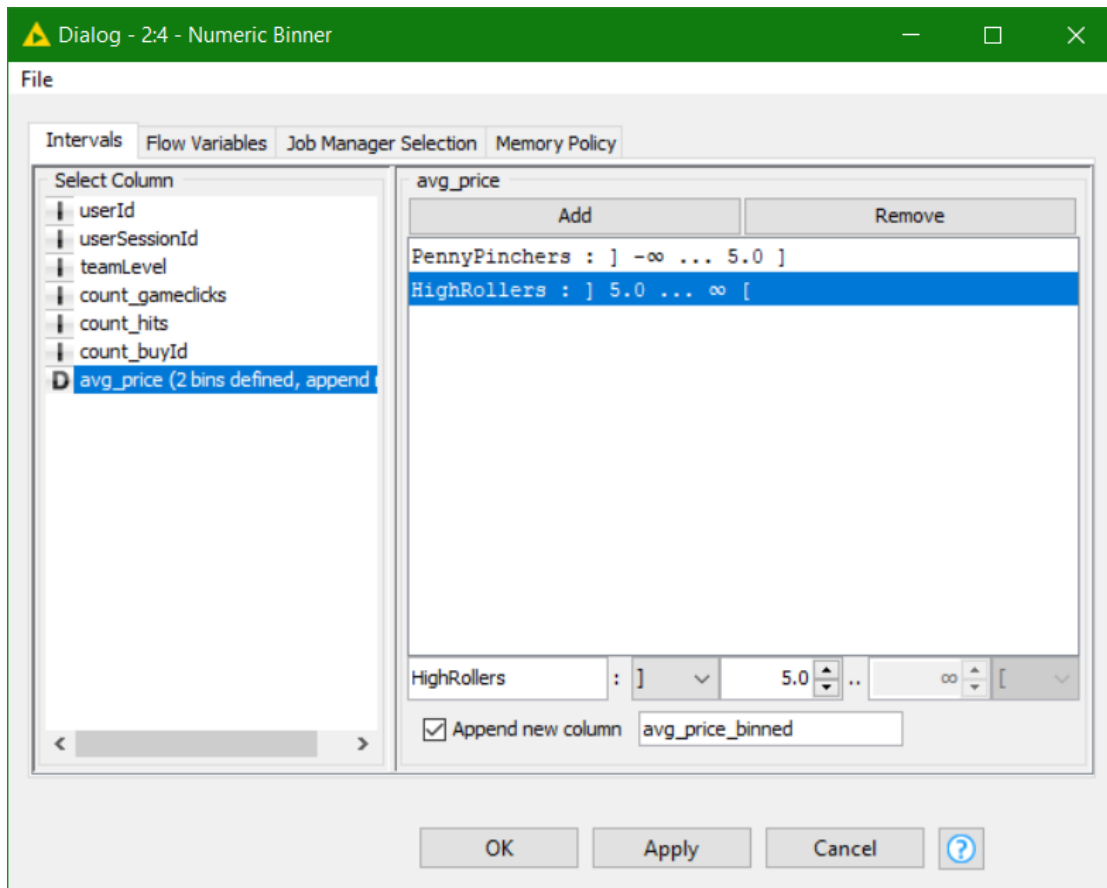 Dialog - 2:4 - Numeric Binner
File
Intervals Flow Variables Job Manager Selection Memory Policy
Select Column
I userId
I userSessionId
I teamLevel
I count_gameclicks
I count_hits
I count_buyId
D avg_price (2 bins defined, append
avg_price
Add Remove
PennyPinchers : ] -∞ ... 5.0 ]
HighRollers : ] 5.0 ... ∞ [
HighRollers : ] 5.0 .. ∞ [
Append new column avg_price_binned
OK Apply Cancel ?